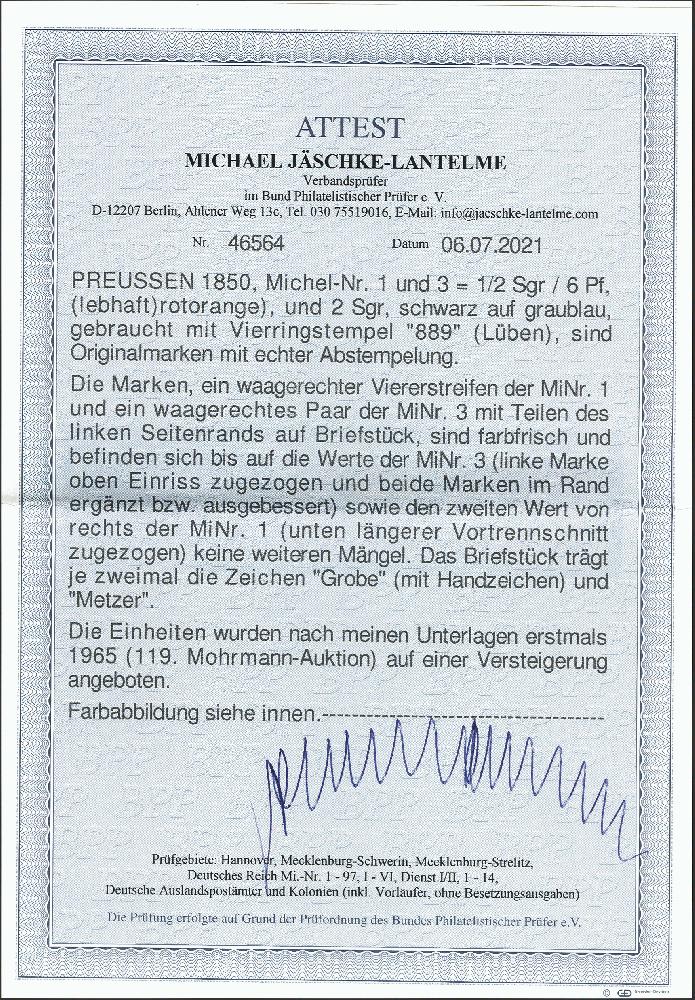 ATTEST
MICHAEL JÄSCHKE-LANTELME
Verbandsprüfer
im Bund Philatelistischer Prüfer e. V.
D-12207 Berlin, Ahlener Weg 13c, Tel. 030 75519016, E-Mail: info@jaeschke-lantelme.com
Nr. 46564 Datum 06.07.2021
PREUSSEN 1850, Michel-Nr. 1 und 3 = 1/2 Sgr / 6 Pf,
(lebhaft)rotorange), und 2 Sgr, schwarz auf graublau,
gebraucht mit Vierringstempel "889" (Lüben), sind
Originalmarken mit echter Abstempelung.
Die Marken, ein waagerechter Viererstreifen der MiNr. 1
und ein waagerechtes Paar der MiNr. 3 mit Teilen des
linken Seitenrands auf Briefstück, sind farbfrisch und
befinden sich bis auf die Werte der MiNr. 3 (linke Marke
oben Einriss zugezogen und beide Marken im Rand
ergänzt bzw. ausgebessert) sowie den zweiten Wert von
rechts der MiNr. 1 (unten längerer Vortrennschnitt
zugezogen) keine weiteren Mängel. Das Briefstück trägt
je zweimal die Zeichen "Grobe" (mit Handzeichen) und
"Metzer".
Die Einheiten wurden nach meinen Unterlagen erstmals
1965 (119. Mohrmann-Auktion) auf einer Versteigerung
angeboten.
Farbabbildung siehe innen.------------------------------------
Prüfgebiete: Hannover, Mecklenburg-Schwerin, Mecklenburg-Strelitz,
Deutsches Reich Mi.-Nr. 1 - 97, I - VI, Dienst I/II, 1 - 14,
Deutsche Auslandspostämter und Kolonien (inkl. Vorläufer, ohne Besetzungsausgaben)
Die Prüfung erfolgte auf Grund der Prüfordnung des Bundes Philatelistischer Prüfer e.V.